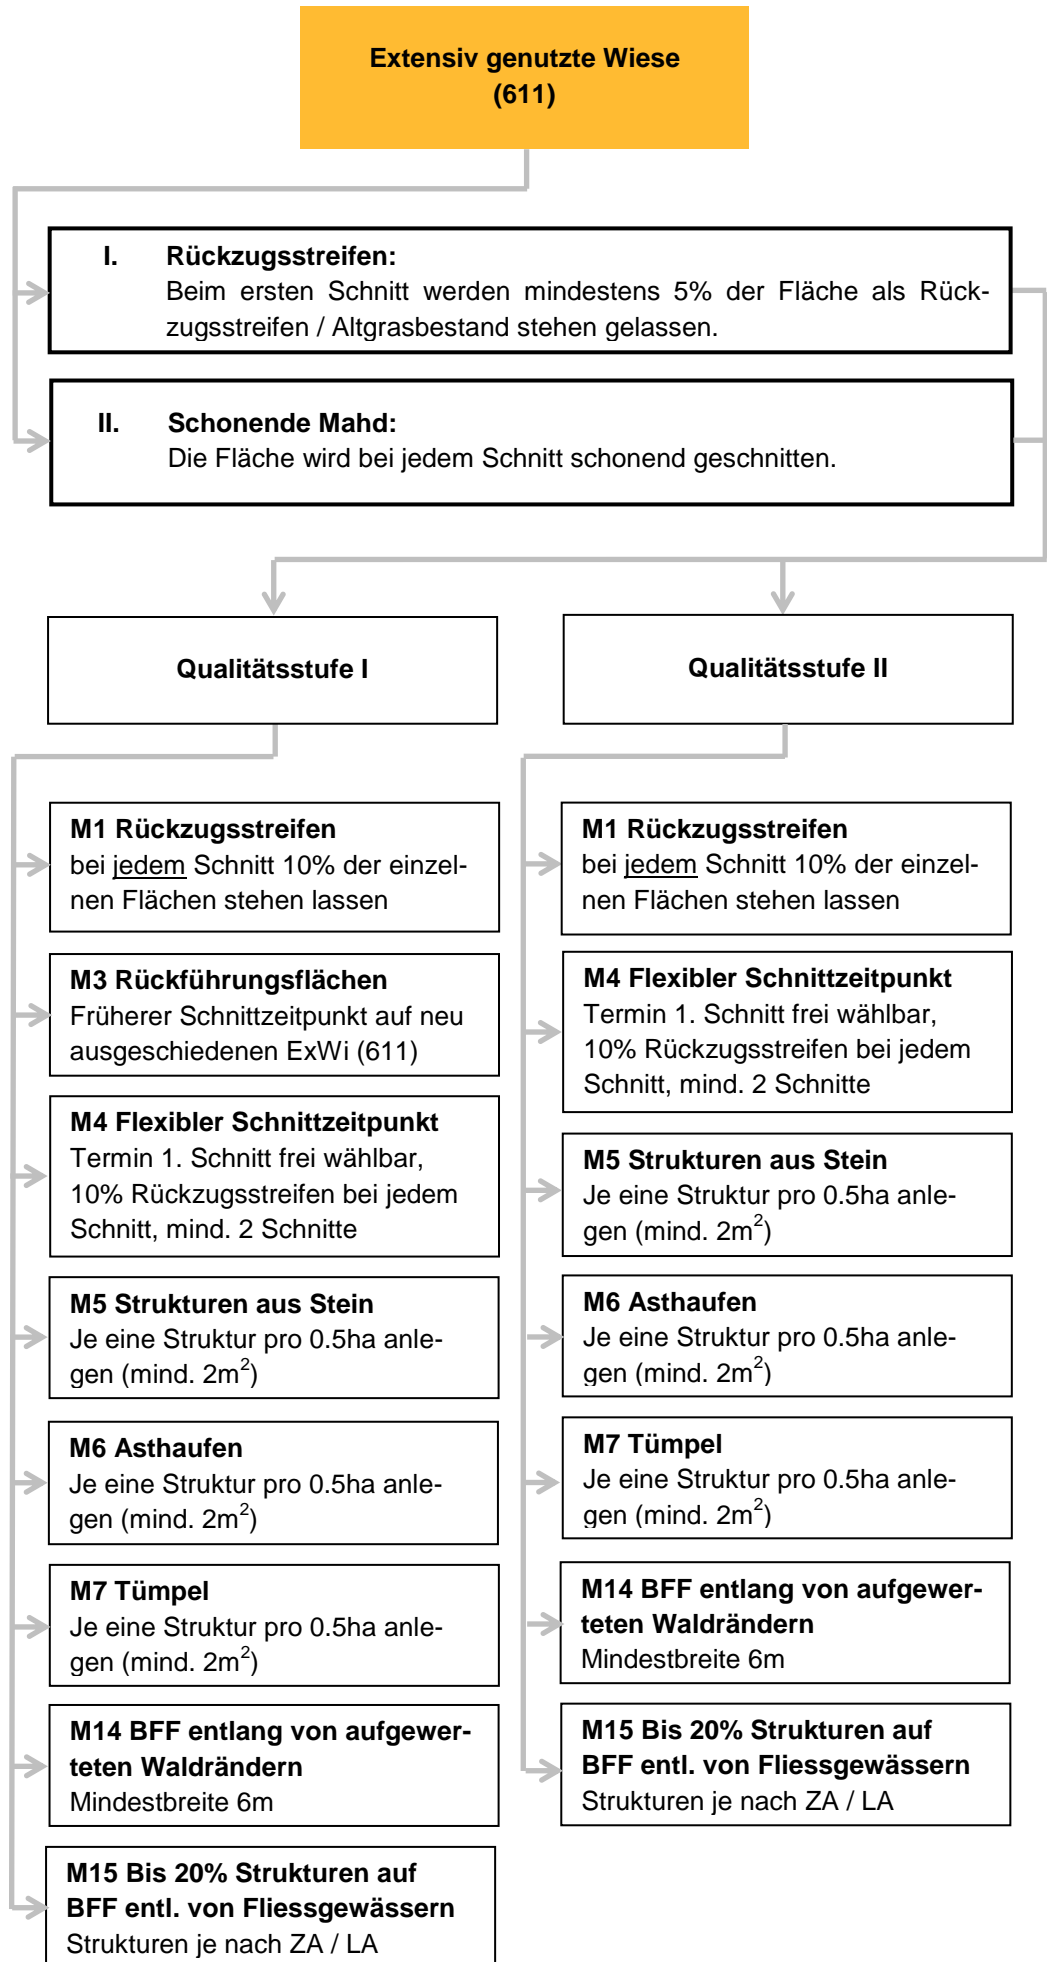 Extensiv genutzte Wiese
(611)
I. Rückzugsstreifen:
Beim ersten Schnitt werden mindestens 5% der Fläche als Rück-
zugsstreifen / Altgrasbestand stehen gelassen.
II. Schonende Mahd:
Die Fläche wird bei jedem Schnitt schonend geschnitten.
Qualitätsstufe I
M1 Rückzugsstreifen
bei jedem Schnitt 10% der einzel-
nen Flächen stehen lassen
M3 Rückführungsflächen
Früherer Schnittzeitpunkt auf neu
ausgeschiedenen ExWi (611)
M4 Flexibler Schnittzeitpunkt
Termin 1. Schnitt frei wählbar,
10% Rückzugsstreifen bei jedem
Schnitt, mind. 2 Schnitte
M5 Strukturen aus Stein
Je eine Struktur pro 0.5ha anle-
gen (mind. 2m²)
M6 Asthaufen
Je eine Struktur pro 0.5ha anle-
gen (mind. 2m²)
M7 Tümpel
Je eine Struktur pro 0.5ha anle-
gen (mind. 2m²)
M14 BFF entlang von aufgewer-
teten Waldrändern
Mindestbreite 6m
M15 Bis 20% Strukturen auf
BFF entl. von Fliessgewässern
Strukturen je nach ZA / LA
Qualitätsstufe II
M1 Rückzugsstreifen
bei jedem Schnitt 10% der einzel-
nen Flächen stehen lassen
M4 Flexibler Schnittzeitpunkt
Termin 1. Schnitt frei wählbar,
10% Rückzugsstreifen bei jedem
Schnitt, mind. 2 Schnitte
M5 Strukturen aus Stein
Je eine Struktur pro 0.5ha anle-
gen (mind. 2m²)
M6 Asthaufen
Je eine Struktur pro 0.5ha anle-
gen (mind. 2m²)
M7 Tümpel
Je eine Struktur pro 0.5ha anle-
gen (mind. 2m²)
M14 BFF entlang von aufgewer-
teten Waldrändern
Mindestbreite 6m
M15 Bis 20% Strukturen auf
BFF entl. von Fliessgewässern
Strukturen je nach ZA / LA